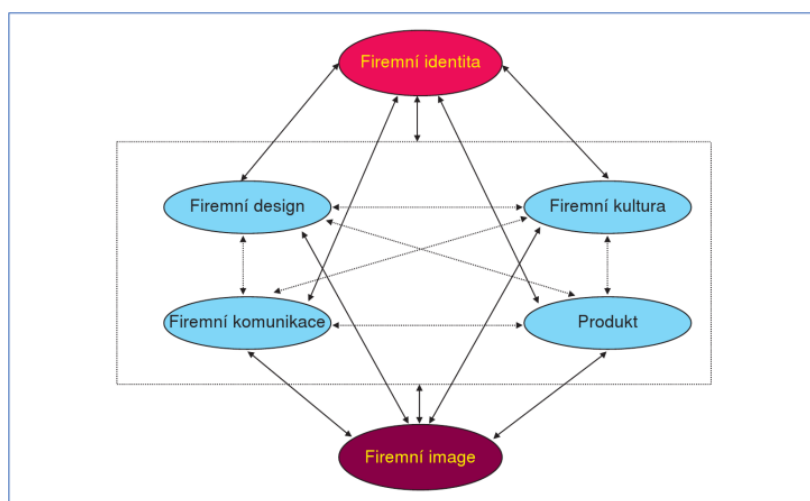 Firemní identita
Firemní design
Firemní kultura
Firemní komunikace
Produkt
Firemní image